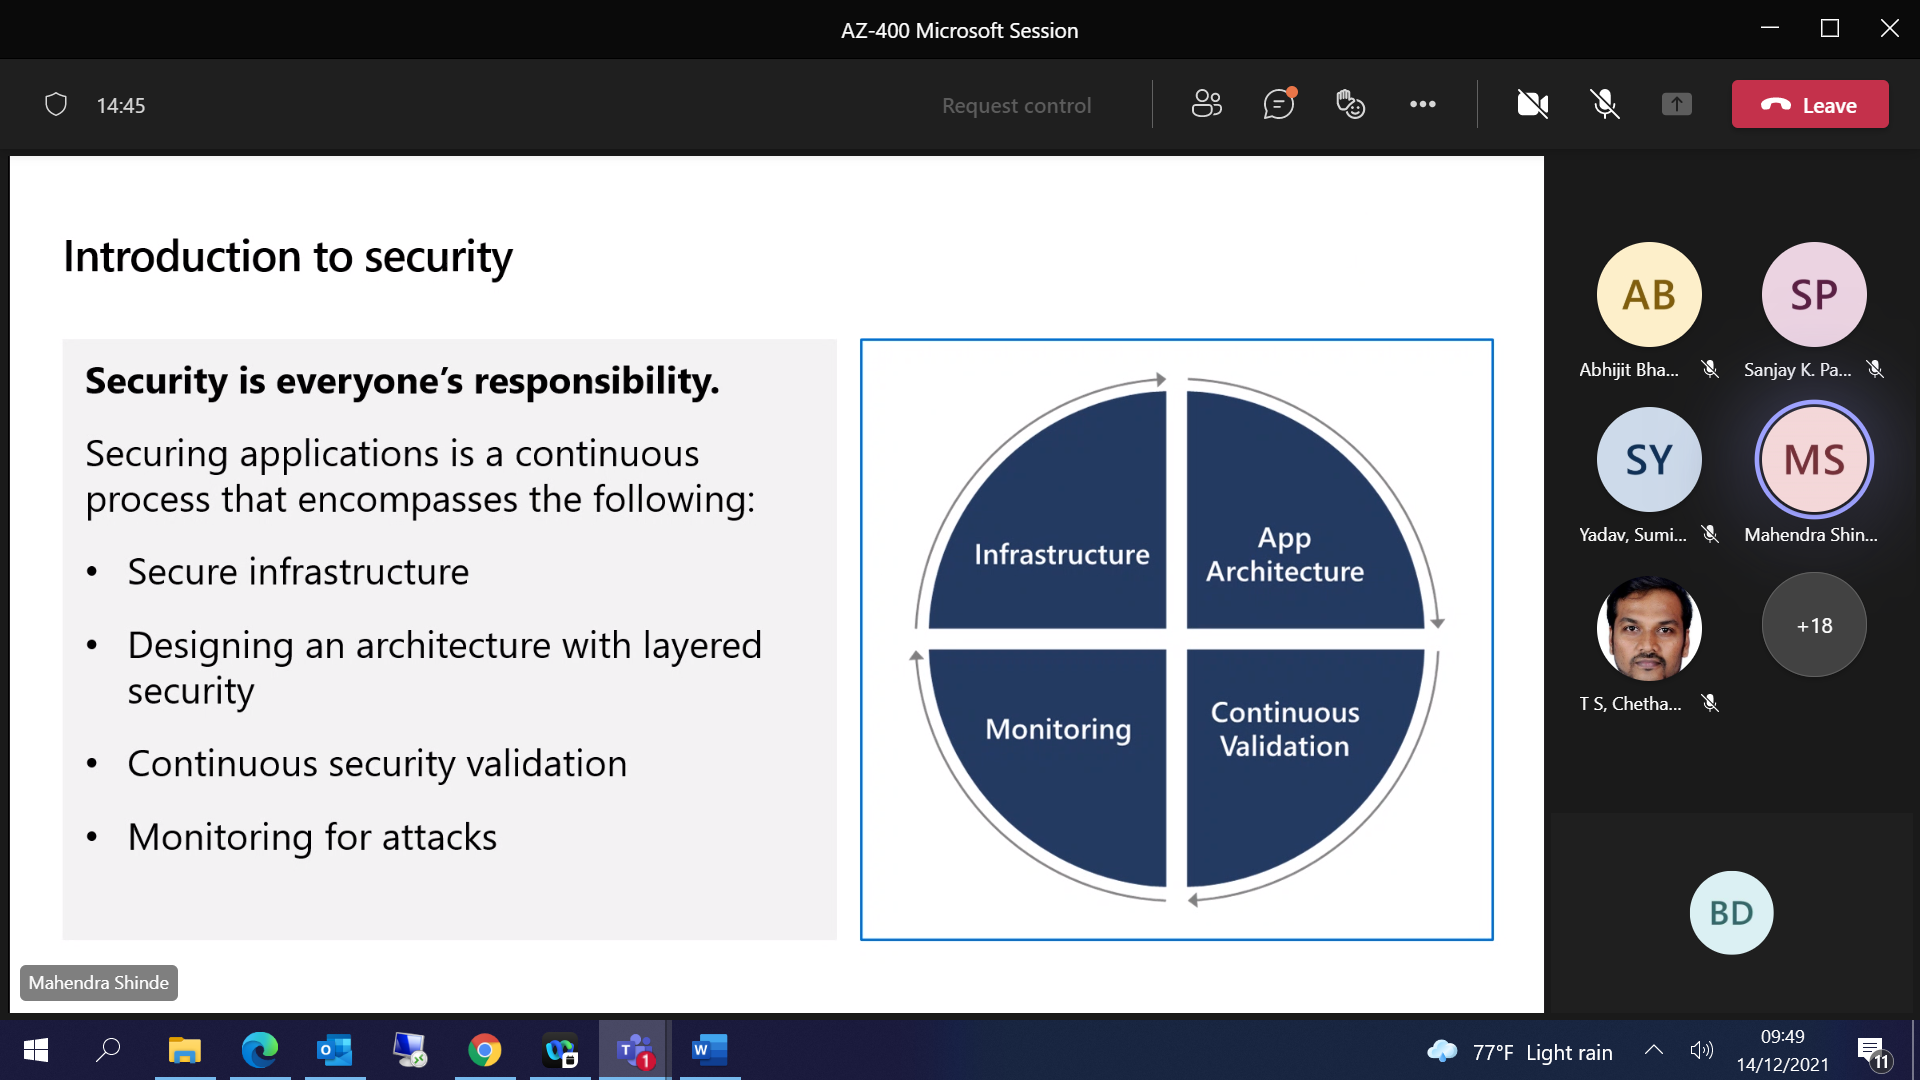 AZ-400 Microsoft Session
14:45
Request control
Leave
Introduction to security
Security is everyone’s responsibility.
Securing applications is a continuous
process that encompasses the following:
• Secure infrastructure
• Designing an architecture with layered
security
• Continuous security validation
• Monitoring for attacks
Infrastructure
App
Architecture
Monitoring
Continuous
Validation
Mahendra Shinde
AB
SP
Abhijit Bha...
Sanjay K. Pa...
SY
MS
Yadav, Sumi...
Mahendra Shin...
+18
T S, Chetha...
BD
O
T
1
W
77°F Light rain
09:49
14/12/2021
11